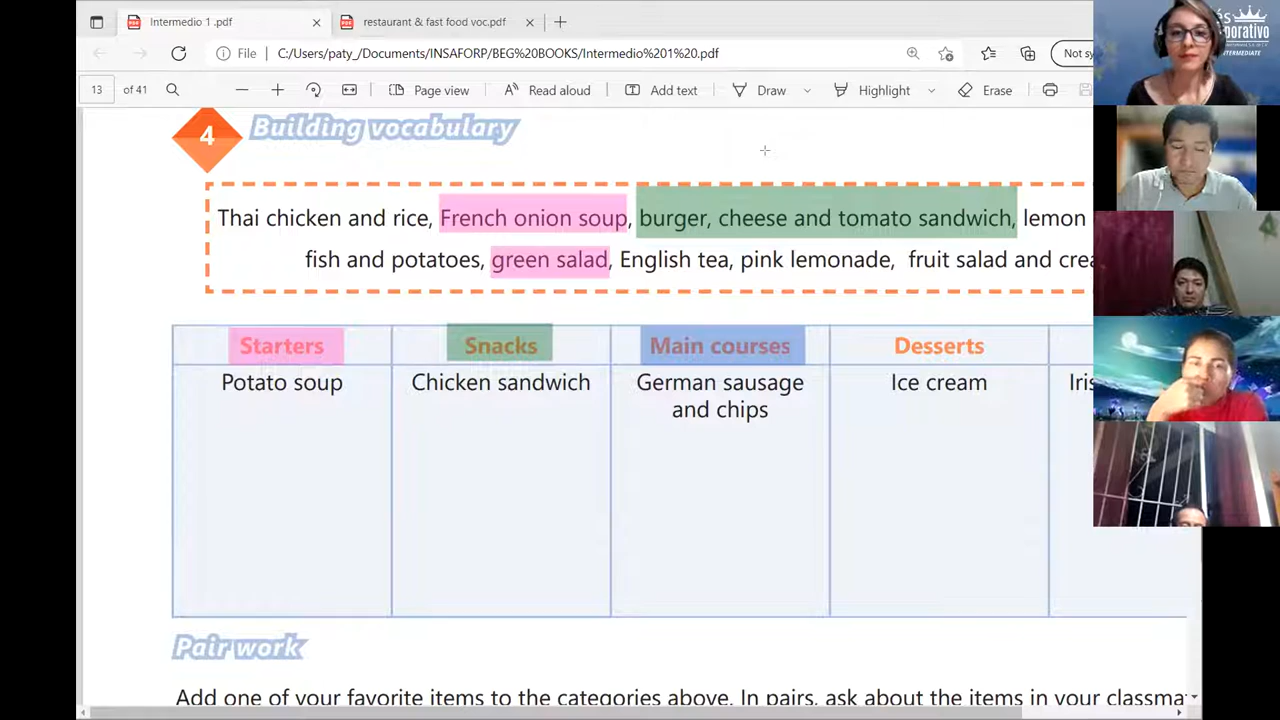 Intermedio 1 .pdf
restaurant & fast food voc.pdf
File
C:/Users/paty_/Documents/INSAFORP/BES%20BOOKS/Intermedio%201%20.pdf
Not
13 of 41
Page view
Read aloud
Add text
Draw
Highlight
Erase
4
Building vocabulary
Thai chicken and rice, French onion soup, burger, cheese and tomato sandwich, lemon
fish and potatoes, green salad, English tea, pink lemonade, fruit salad and
Starters Snacks Main courses Desserts
Potato soup Chicken sandwich German sausage and chips Ice cream
Pair work
Add one of your favorite items to the categories above. In pairs, ask about the items in your